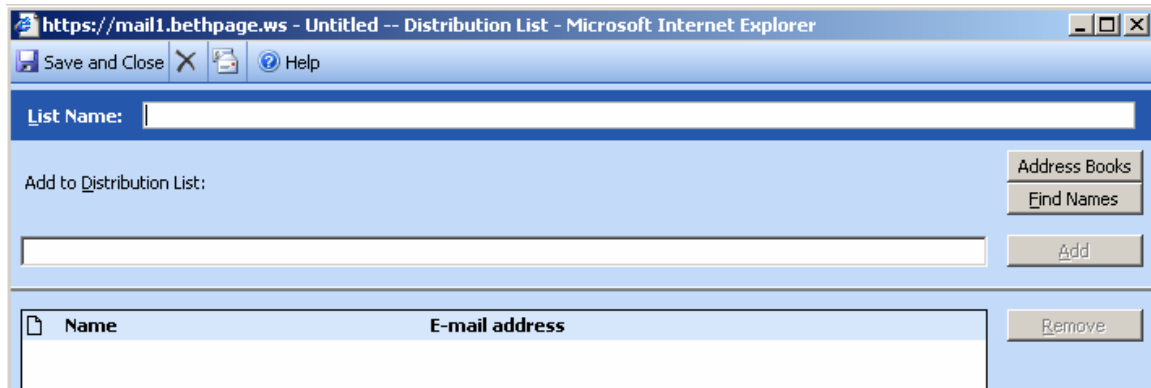 https://mail1.bethpage.ws - Untitled -- Distribution List - Microsoft Internet Explorer
Save and Close Help
List Name:
Address Books
Add to Distribution List:
Find Names
Add
Name E-mail address Remove